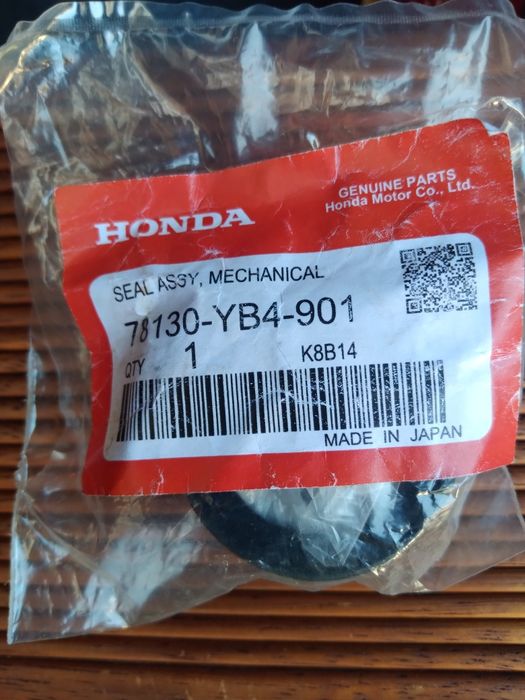 GENUINE PARTS
Honda Motor Co., Ltd.
HONDA
SEAL ASSY, MECHANICAL
78130-YB4-901
QTY 1 K8B14
MADE IN JAPAN